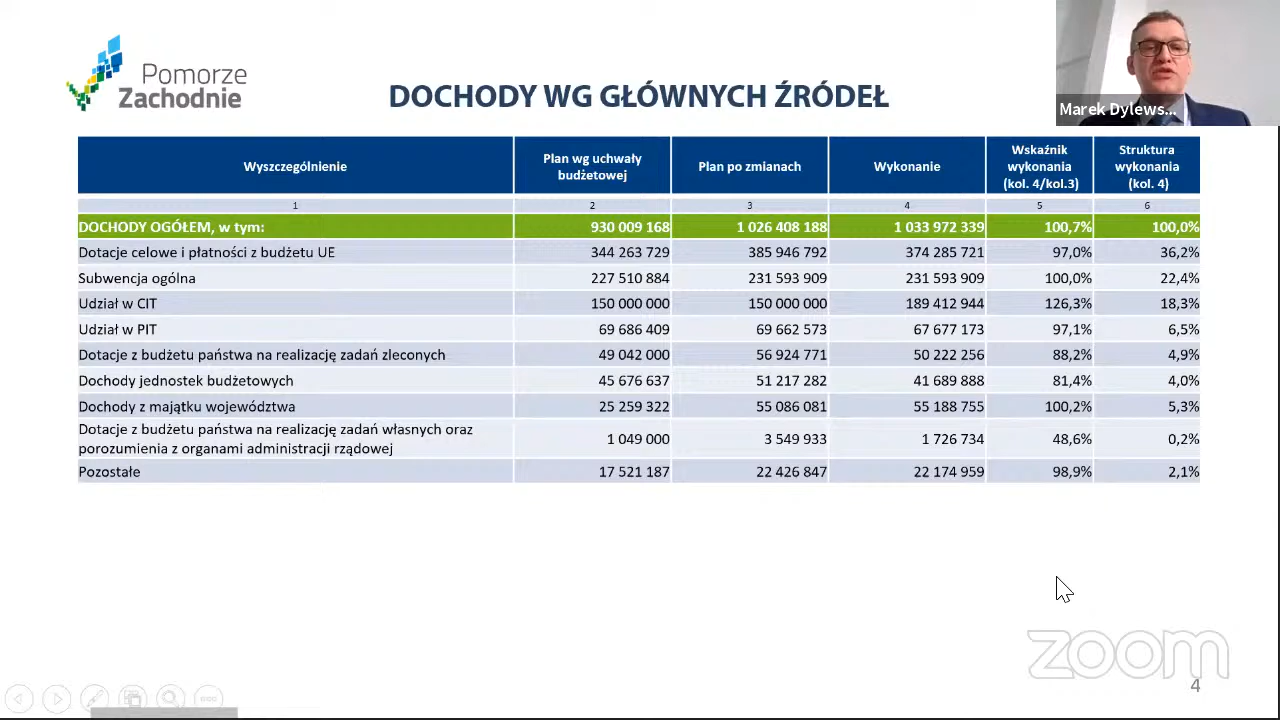 Pomorze
Zachodnie
DOCHODY WG GŁÓWNYCH ŹRÓDEŁ
Marek Dylews...
Wyszczególnienie Plan wg uchwały budżetowej Plan po zmianach Wykonanie Wskaźnik wykonania (kol. 4/kol.3) Struktura wykonania (kol. 4)
1 2 3 4 5 6
DOCHODY OGÓŁEM, w tym: 930 009 168 1 026 408 188 1 033 972 339 100,7% 100,0%
Dotacje celowe i płatności z budżetu UE 344 263 729 385 946 792 374 285 721 97,0% 36,2%
Subwencja ogólna 227 510 884 231 593 909 231 593 909 100,0% 22,4%
Udział w CIT 150 000 000 150 000 000 189 412 944 126,3% 18,3%
Udział w PIT 69 686 409 69 662 573 67 677 173 97,1% 6,5%
Dotacje z budżetu państwa na realizację zadań zleconych 49 042 000 56 924 771 50 222 256 88,2% 4,9%
Dochody jednostek budżetowych 45 676 637 51 217 282 41 689 888 81,4% 4,0%
Dochody z majątku województwa 25 259 322 55 086 081 55 188 755 100,2% 5,3%
Dotacje z budżetu państwa na realizację zadań własnych oraz
porozumienia z organami administracji rządowej 1 049 000 3 549 933 1 726 734 48,6% 0,2%
Pozostałe 17 521 187 22 426 847 22 174 959 98,9% 2,1%
zoom
4